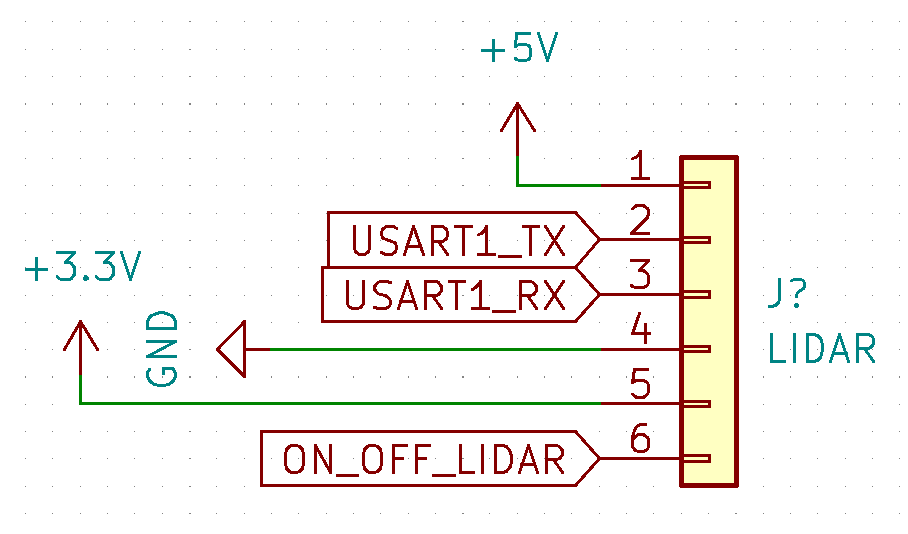 +5V
1
USART1_TX
2
+3.3V
USART1_RX
3
J?
GND
4
LIDAR
5
ON_OFF_LIDAR
6